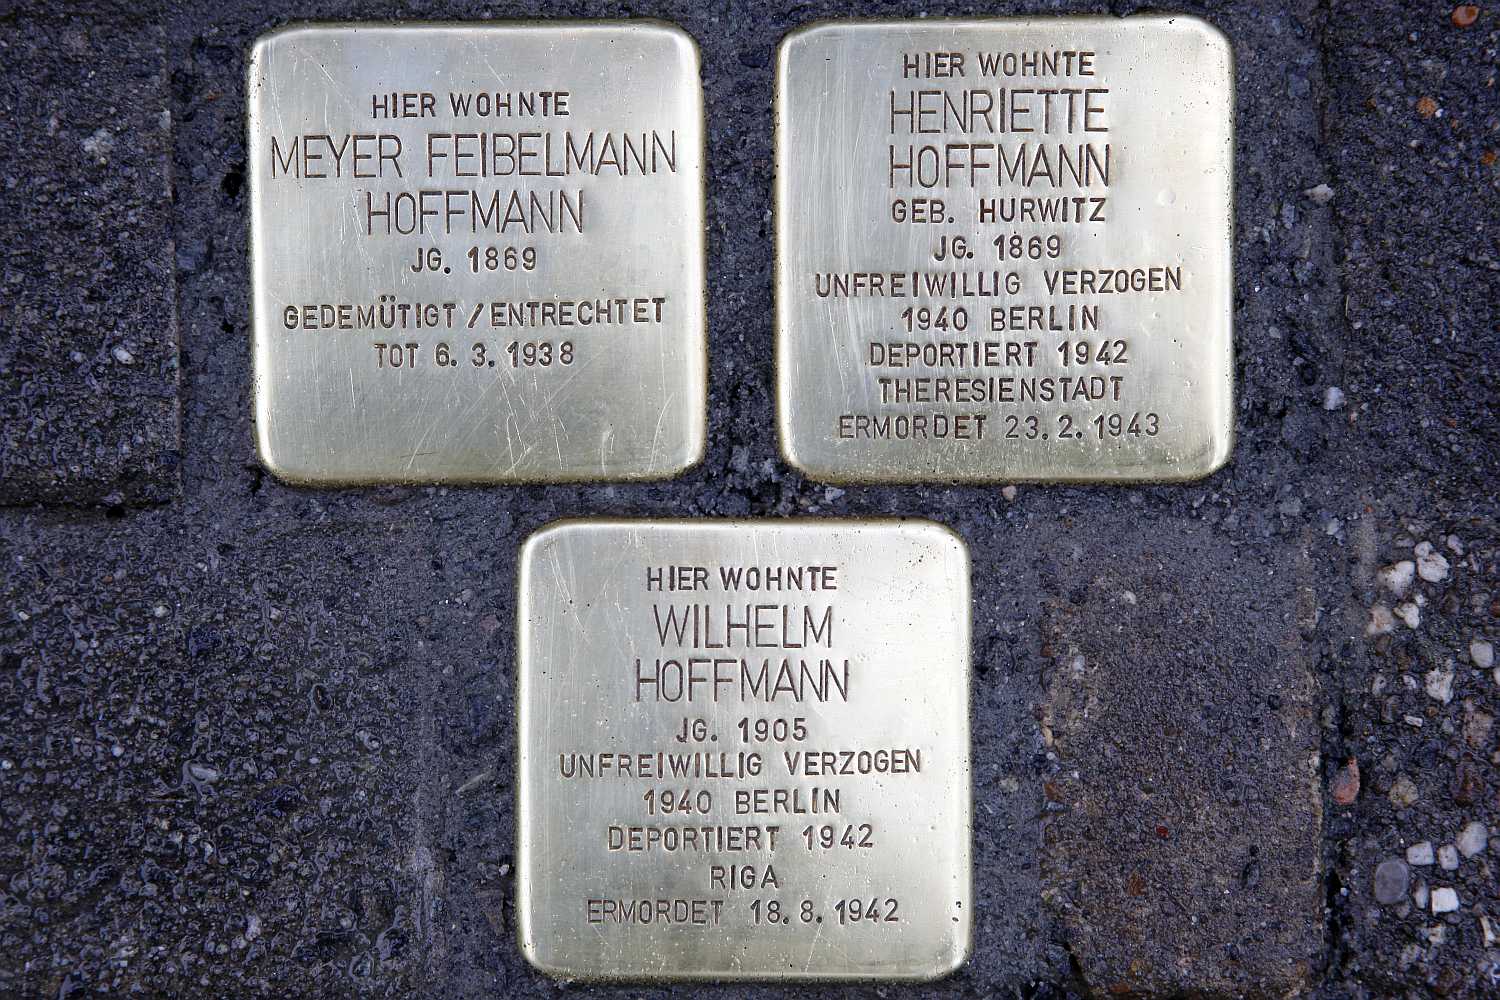 HIER WOHNTE
MEYER FEIBELMANN
HOFFMANN
JG. 1869
GEDEMÜTIGT / ENTRECHTET
TOT 6. 3. 1938
HIER WOHNTE
HENRIETTE
HOFFMANN
GEB. HURWITZ
JG. 1869
UNFREIWILLIG VERZOGEN
1940 BERLIN
DEPORTIERT 1942
THERESIENSTADT
ERMORDET 23. 2. 1943
HIER WOHNTE
WILHELM
HOFFMANN
JG. 1905
UNFREIWILLIG VERZOGEN
1940 BERLIN
DEPORTIERT 1942
RIGA
ERMORDET 18. 8. 1942